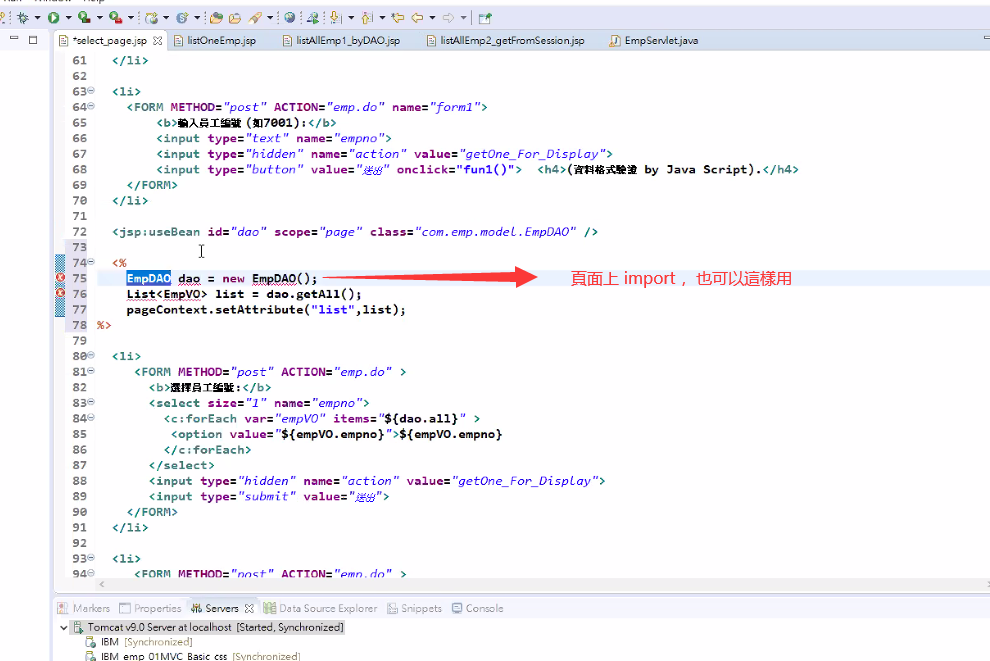 Run Window Help
*select_page.jsp
listOneEmp.jsp
listAllEmp1_byDAO.jsp
listAllEmp2_getFromSession.jsp
EmpServlet.java
61 </li>
62
63 <li>
64 <FORM METHOD="post" ACTION="emp.do" name="form1">
65 <b>輸入員工編號 (如7001):</b>
66 <input type="text" name="empno">
67 <input type="hidden" name="action" value="getOne_For_Display">
68 <input type="button" value="送出" onclick="fun1()"> <h4>(資料格式驗證 by Java Script).</h4>
69 </FORM>
70 </li>
71
72 <jsp:useBean id="dao" scope="page" class="com.emp.model.EmpDAO" />
73
74 <%
75 EmpDAO dao = new EmpDAO();
頁面上 import ，也可以這樣用
76 List<EmpVO> list = dao.getAll();
77 pageContext.setAttribute("list",list);
78 %>
79
80 <li>
81 <FORM METHOD="post" ACTION="emp.do" >
82 <b>選擇員工編號:</b>
83 <select size="1" name="empno">
84 <c:forEach var="empVO" items="${dao.all}" >
85 <option value="${empVO.empno}">${empVO.empno}
86 </c:forEach>
87 </select>
88 <input type="hidden" name="action" value="getOne_For_Display">
89 <input type="submit" value="送出">
90 </FORM>
91 </li>
92
93 <li>
94 <FORM METHOD="post" ACTION="emp.do" >
Markers Properties Servers Data Source Explorer Snippets Console
Tomcat v9.0 Server at localhost [Started, Synchronized]
IBM [Synchronized]
IBM_emp_01MVC_Basic_css [Synchronized]